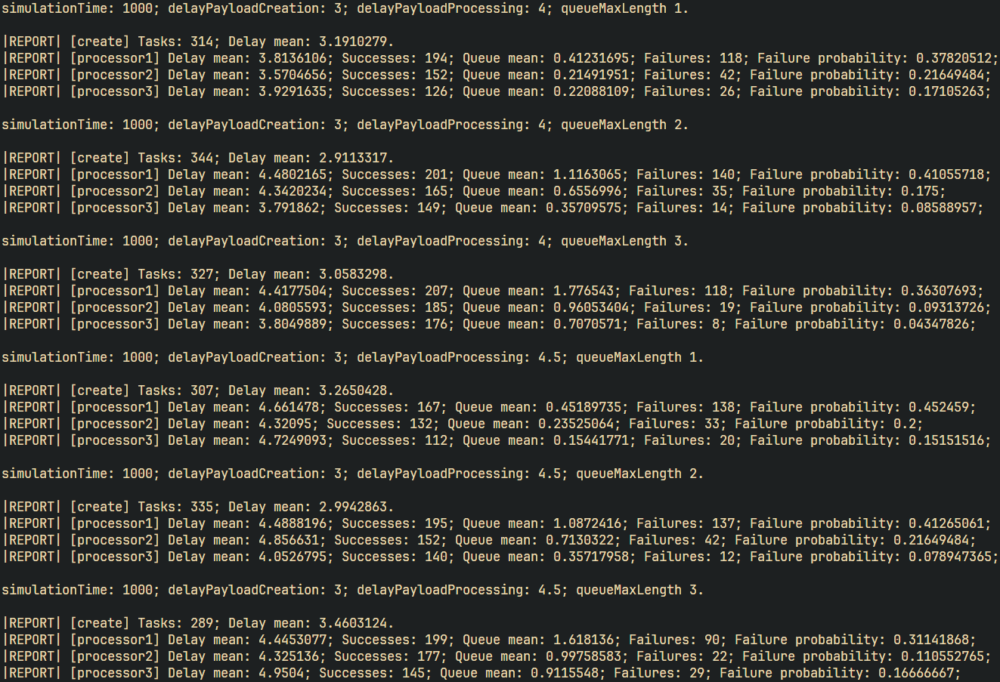 simulationTime: 1000; delayPayloadCreation: 3; delayPayloadProcessing: 4; queueMaxLength 1.
|REPORT| [create] Tasks: 314; Delay mean: 3.1910279.
|REPORT| [processor1] Delay mean: 3.8136106; Successes: 194; Queue mean: 0.41231695; Failures: 118; Failure probability: 0.37820512;
|REPORT| [processor2] Delay mean: 3.5704656; Successes: 152; Queue mean: 0.21491951; Failures: 42; Failure probability: 0.21649484;
|REPORT| [processor3] Delay mean: 3.9291635; Successes: 126; Queue mean: 0.22088109; Failures: 26; Failure probability: 0.17105263;
simulationTime: 1000; delayPayloadCreation: 3; delayPayloadProcessing: 4; queueMaxLength 2.
|REPORT| [create] Tasks: 344; Delay mean: 2.9113317.
|REPORT| [processor1] Delay mean: 4.4802165; Successes: 201; Queue mean: 1.1163065; Failures: 140; Failure probability: 0.41055718;
|REPORT| [processor2] Delay mean: 4.3420234; Successes: 165; Queue mean: 0.6556996; Failures: 35; Failure probability: 0.175;
|REPORT| [processor3] Delay mean: 3.791862; Successes: 149; Queue mean: 0.35709575; Failures: 14; Failure probability: 0.08588957;
simulationTime: 1000; delayPayloadCreation: 3; delayPayloadProcessing: 4; queueMaxLength 3.
|REPORT| [create] Tasks: 327; Delay mean: 3.0583298.
|REPORT| [processor1] Delay mean: 4.4177504; Successes: 207; Queue mean: 1.776543; Failures: 118; Failure probability: 0.36307693;
|REPORT| [processor2] Delay mean: 4.0805593; Successes: 185; Queue mean: 0.96053404; Failures: 19; Failure probability: 0.09313726;
|REPORT| [processor3] Delay mean: 3.8049889; Successes: 176; Queue mean: 0.7070571; Failures: 8; Failure probability: 0.04347826;
simulationTime: 1000; delayPayloadCreation: 3; delayPayloadProcessing: 4.5; queueMaxLength 1.
|REPORT| [create] Tasks: 307; Delay mean: 3.2650428.
|REPORT| [processor1] Delay mean: 4.661478; Successes: 167; Queue mean: 0.45189735; Failures: 138; Failure probability: 0.452459;
|REPORT| [processor2] Delay mean: 4.32095; Successes: 132; Queue mean: 0.23525064; Failures: 33; Failure probability: 0.2;
|REPORT| [processor3] Delay mean: 4.7249093; Successes: 112; Queue mean: 0.15441771; Failures: 20; Failure probability: 0.15151516;
simulationTime: 1000; delayPayloadCreation: 3; delayPayloadProcessing: 4.5; queueMaxLength 2.
|REPORT| [create] Tasks: 335; Delay mean: 2.9942863.
|REPORT| [processor1] Delay mean: 4.4888196; Successes: 195; Queue mean: 1.0872416; Failures: 137; Failure probability: 0.41265061;
|REPORT| [processor2] Delay mean: 4.856631; Successes: 152; Queue mean: 0.7130322; Failures: 42; Failure probability: 0.21649484;
|REPORT| [processor3] Delay mean: 4.0526795; Successes: 140; Queue mean: 0.35717958; Failures: 12; Failure probability: 0.078947365;
simulationTime: 1000; delayPayloadCreation: 3; delayPayloadProcessing: 4.5; queueMaxLength 3.
|REPORT| [create] Tasks: 289; Delay mean: 3.4603124.
|REPORT| [processor1] Delay mean: 4.4453077; Successes: 199; Queue mean: 1.618136; Failures: 90; Failure probability: 0.31141868;
|REPORT| [processor2] Delay mean: 4.325136; Successes: 177; Queue mean: 0.99758583; Failures: 22; Failure probability: 0.110552765;
|REPORT| [processor3] Delay mean: 4.9504; Successes: 145; Queue mean: 0.9115548; Failures: 29; Failure probability: 0.16666667;